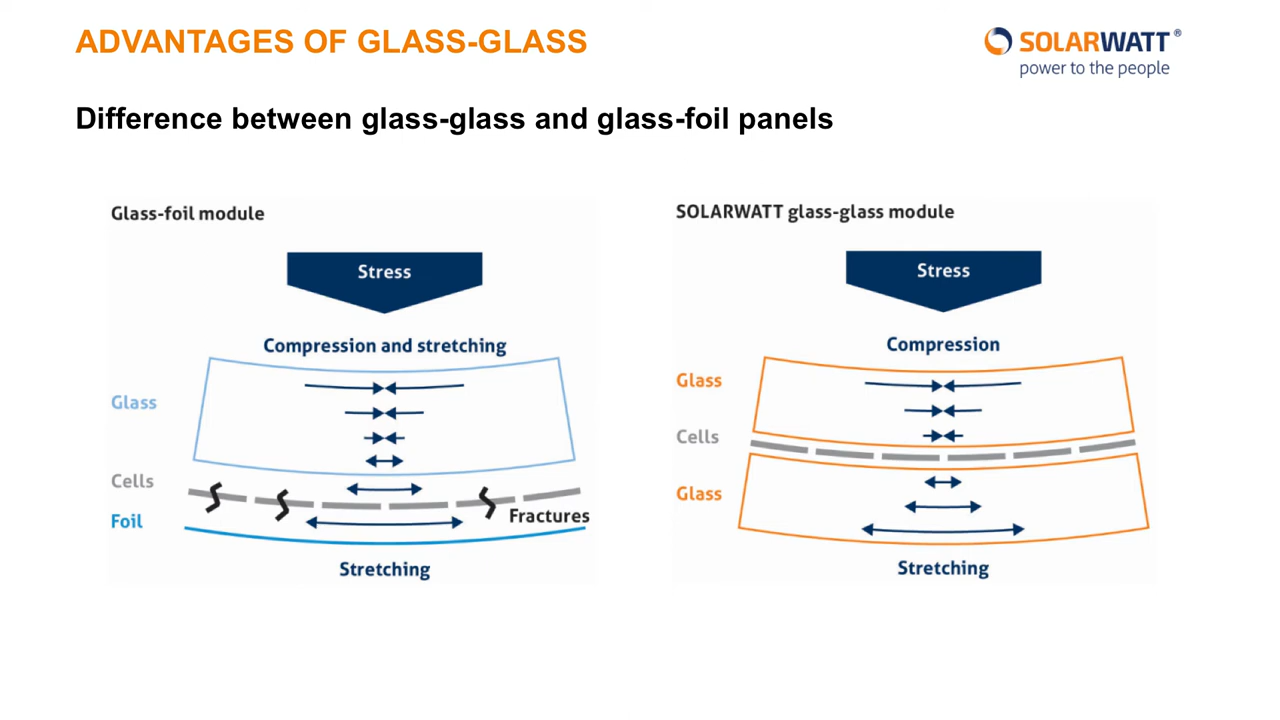 ADVANTAGES OF GLASS-GLASS
SOLARWATT®
power to the people
Difference between glass-glass and glass-foil panels
Glass-foil module
Stress
Compression and stretching
Glass
Cells
Fractures
Foil
Stretching
SOLARWATT glass-glass module
Stress
Compression
Glass
Cells
Glass
Stretching